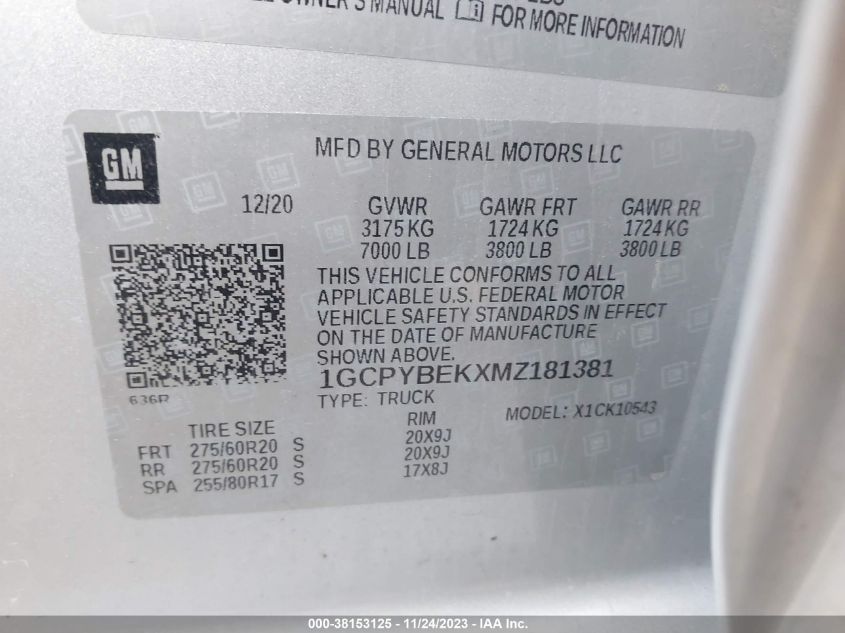 OWNER'S MANUAL FOR MORE INFORMATION
GM
MFD BY GENERAL MOTORS LLC
12/20 GVWR GAWR FRT GAWR RR
3175 KG 1724 KG 1724 KG
7000 LB 3800 LB 3800 LB
THIS VEHICLE CONFORMS TO ALL
APPLICABLE U.S. FEDERAL MOTOR
VEHICLE SAFETY STANDARDS IN EFFECT
ON THE DATE OF MANUFACTURE
SHOWN ABOVE.
1GCPYBEKXMZ181381
636R
TYPE: TRUCK
MODEL: X1CK10543
TIRE SIZE RIM
FRT 275/60R20 S 20X9J
RR 275/60R20 S 20X9J
SPA 255/80R17 S 17X8J
000-38153125 - 11/24/2023 - IAA Inc.